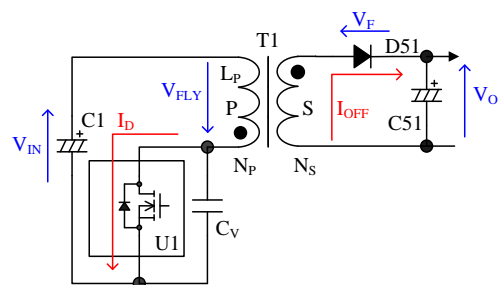 T1
V_F
D51
L_P
V_FLY
P
S
I_OFF
V_O
C51
V_IN
C1
+
I_D
+
N_P
N_S
U1
C_V